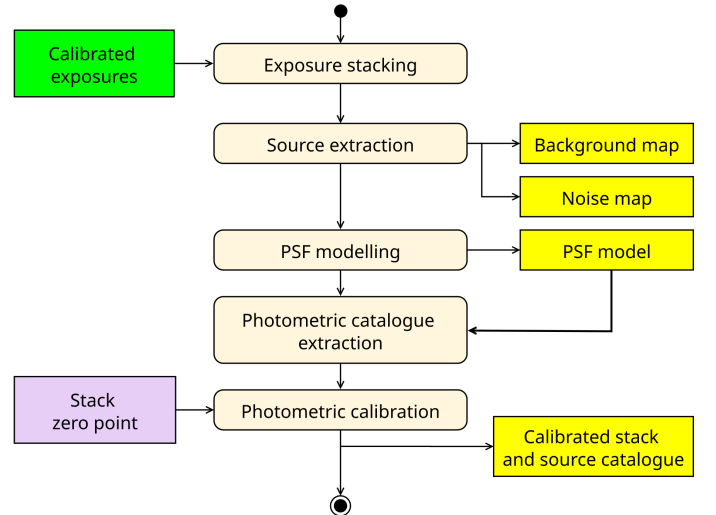 Calibrated
exposures
Exposure stacking
Source extraction
Background map
Noise map
PSF modelling
PSF model
Photometric catalogue
extraction
Stack
zero point
Photometric calibration
Calibrated stack
and source catalogue